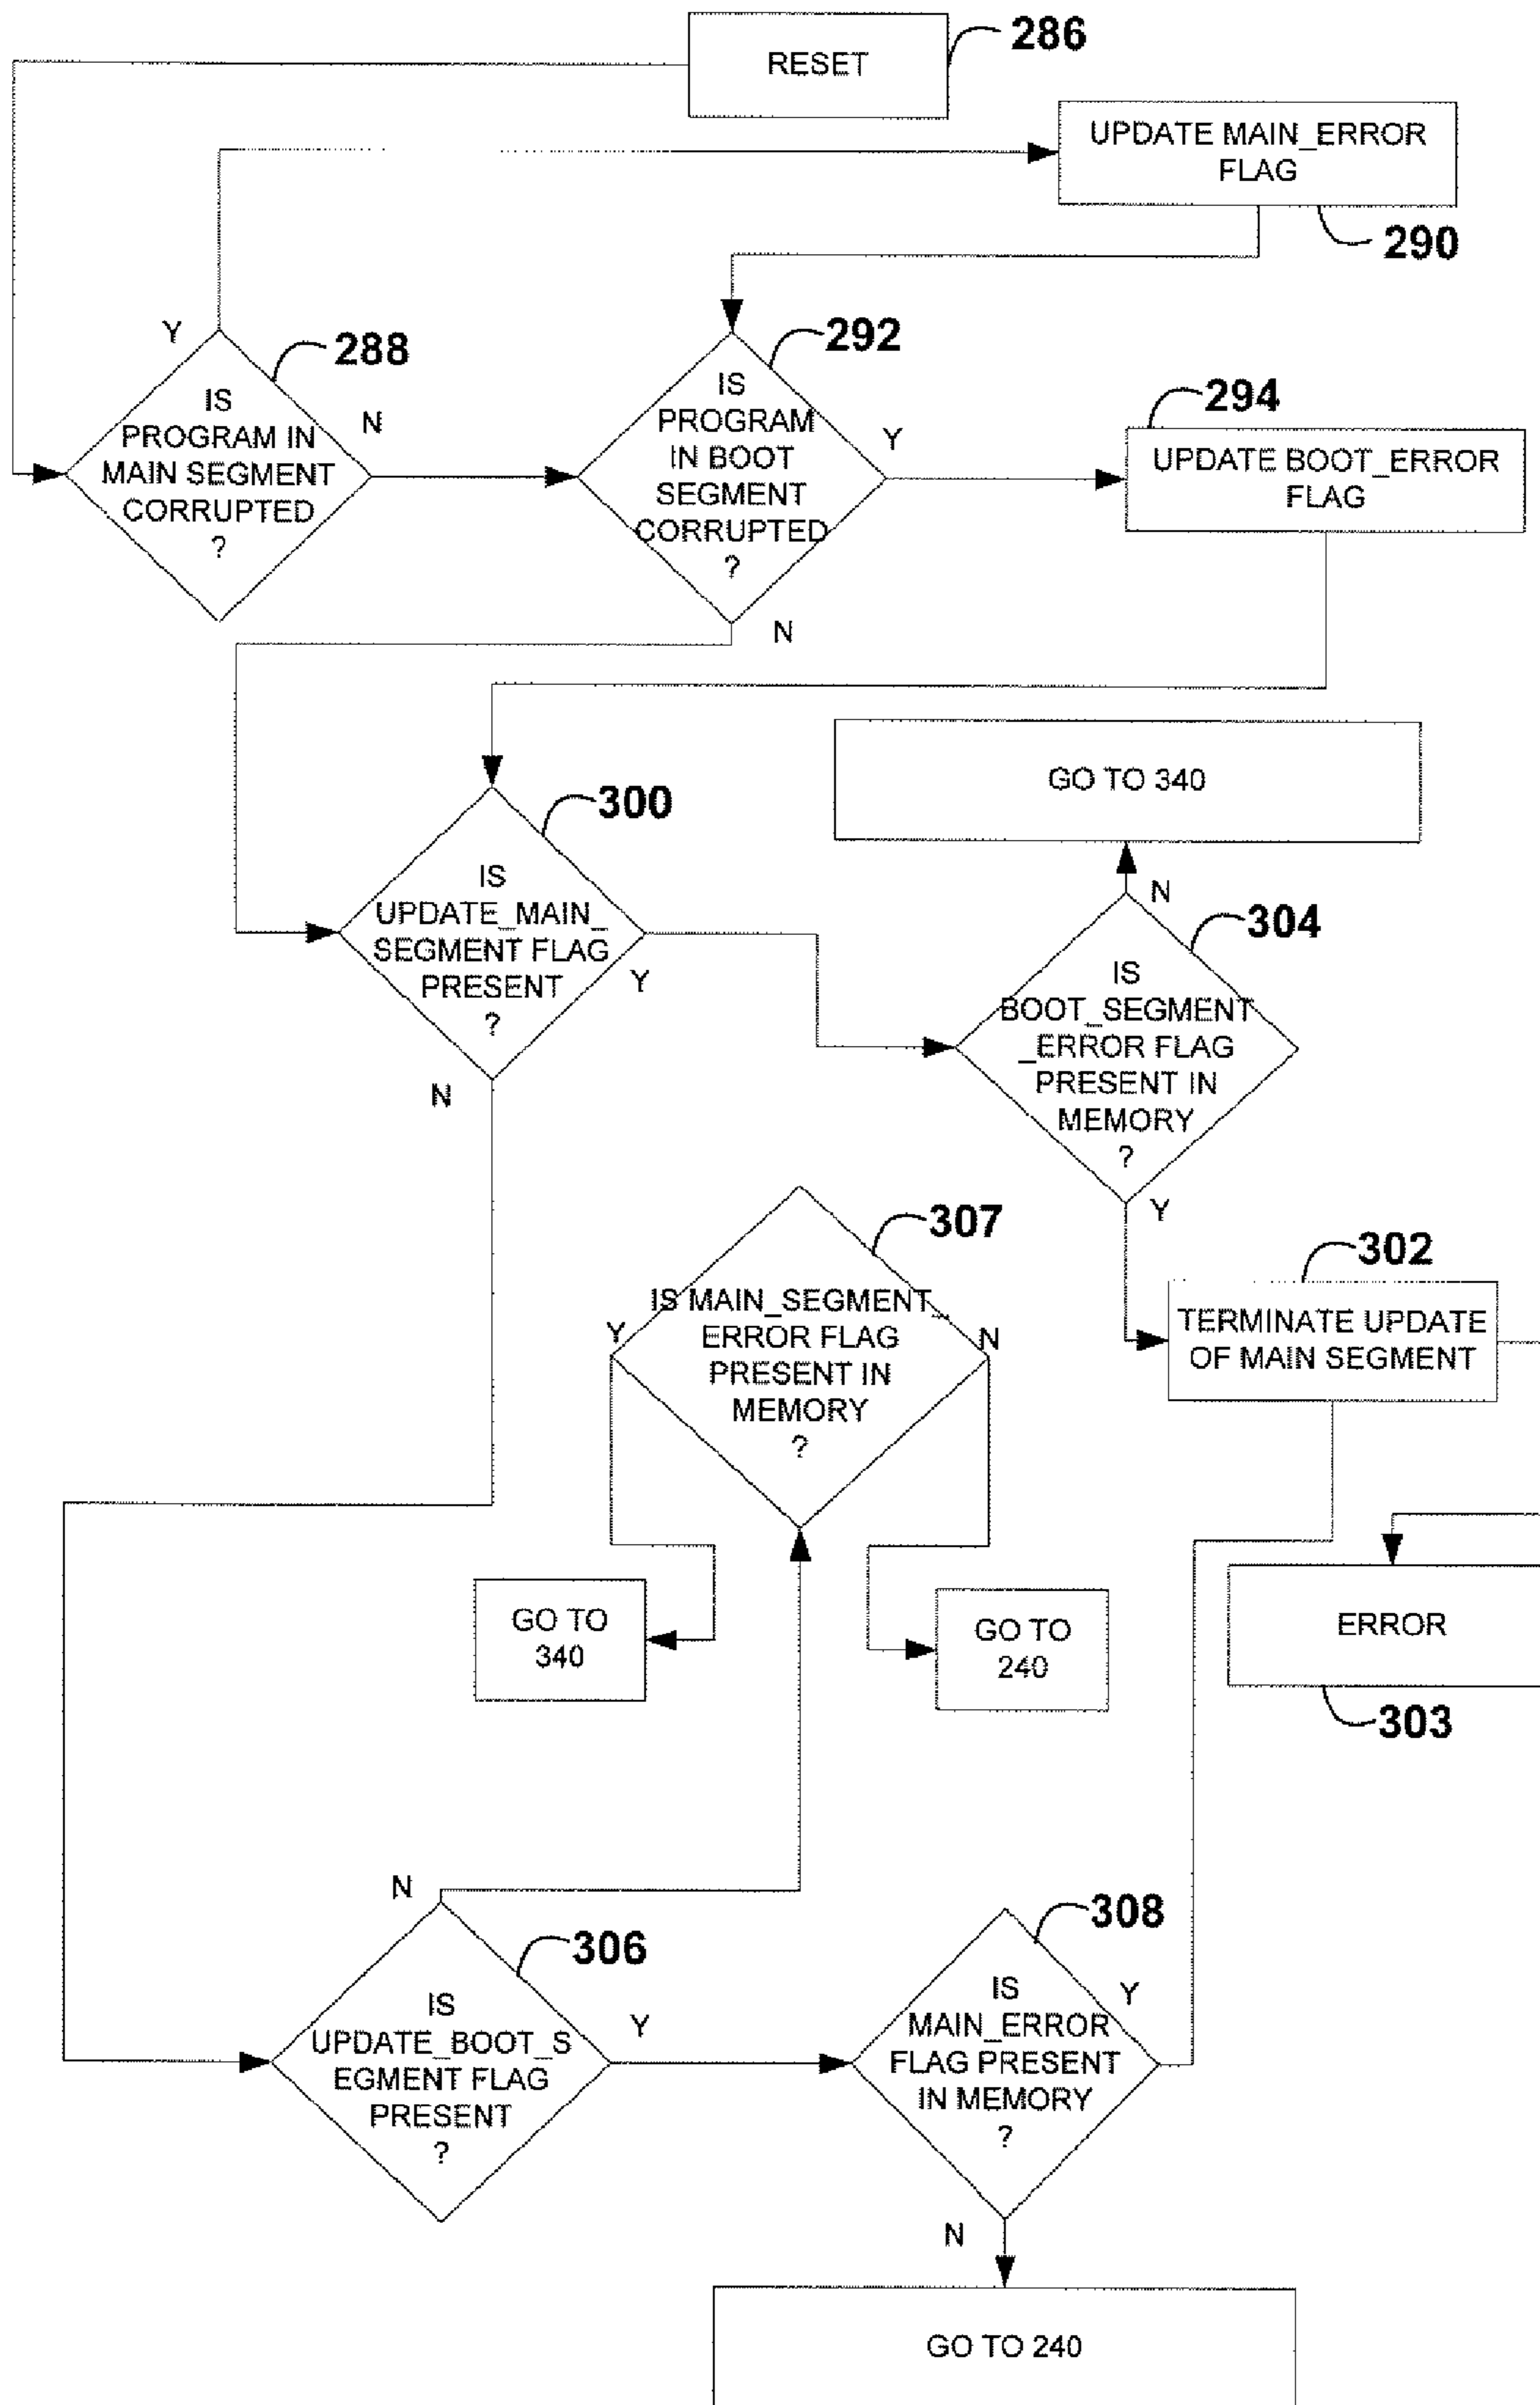 RESET
286
UPDATE MAIN_ERROR
FLAG
290
Y
288
IS
PROGRAM IN
MAIN SEGMENT
CORRUPTED
?
N
292
IS
PROGRAM
IN BOOT
SEGMENT
CORRUPTED
?
Y
N
294
UPDATE BOOT_ERROR
FLAG
GO TO 340
300
IS
UPDATE_MAIN_
SEGMENT FLAG
PRESENT
?
Y
N
N
304
IS
BOOT_SEGMENT
_ERROR FLAG
PRESENT IN
MEMORY
?
Y
307
IS MAIN_SEGMENT_
ERROR FLAG
PRESENT IN
MEMORY
?
Y
N
302
TERMINATE UPDATE
OF MAIN SEGMENT
GO TO
340
GO TO
240
ERROR
303
N
306
IS
UPDATE_BOOT_S
EGMENT FLAG
PRESENT
?
Y
308
IS
MAIN_ERROR
FLAG PRESENT
IN MEMORY
?
Y
N
GO TO 240